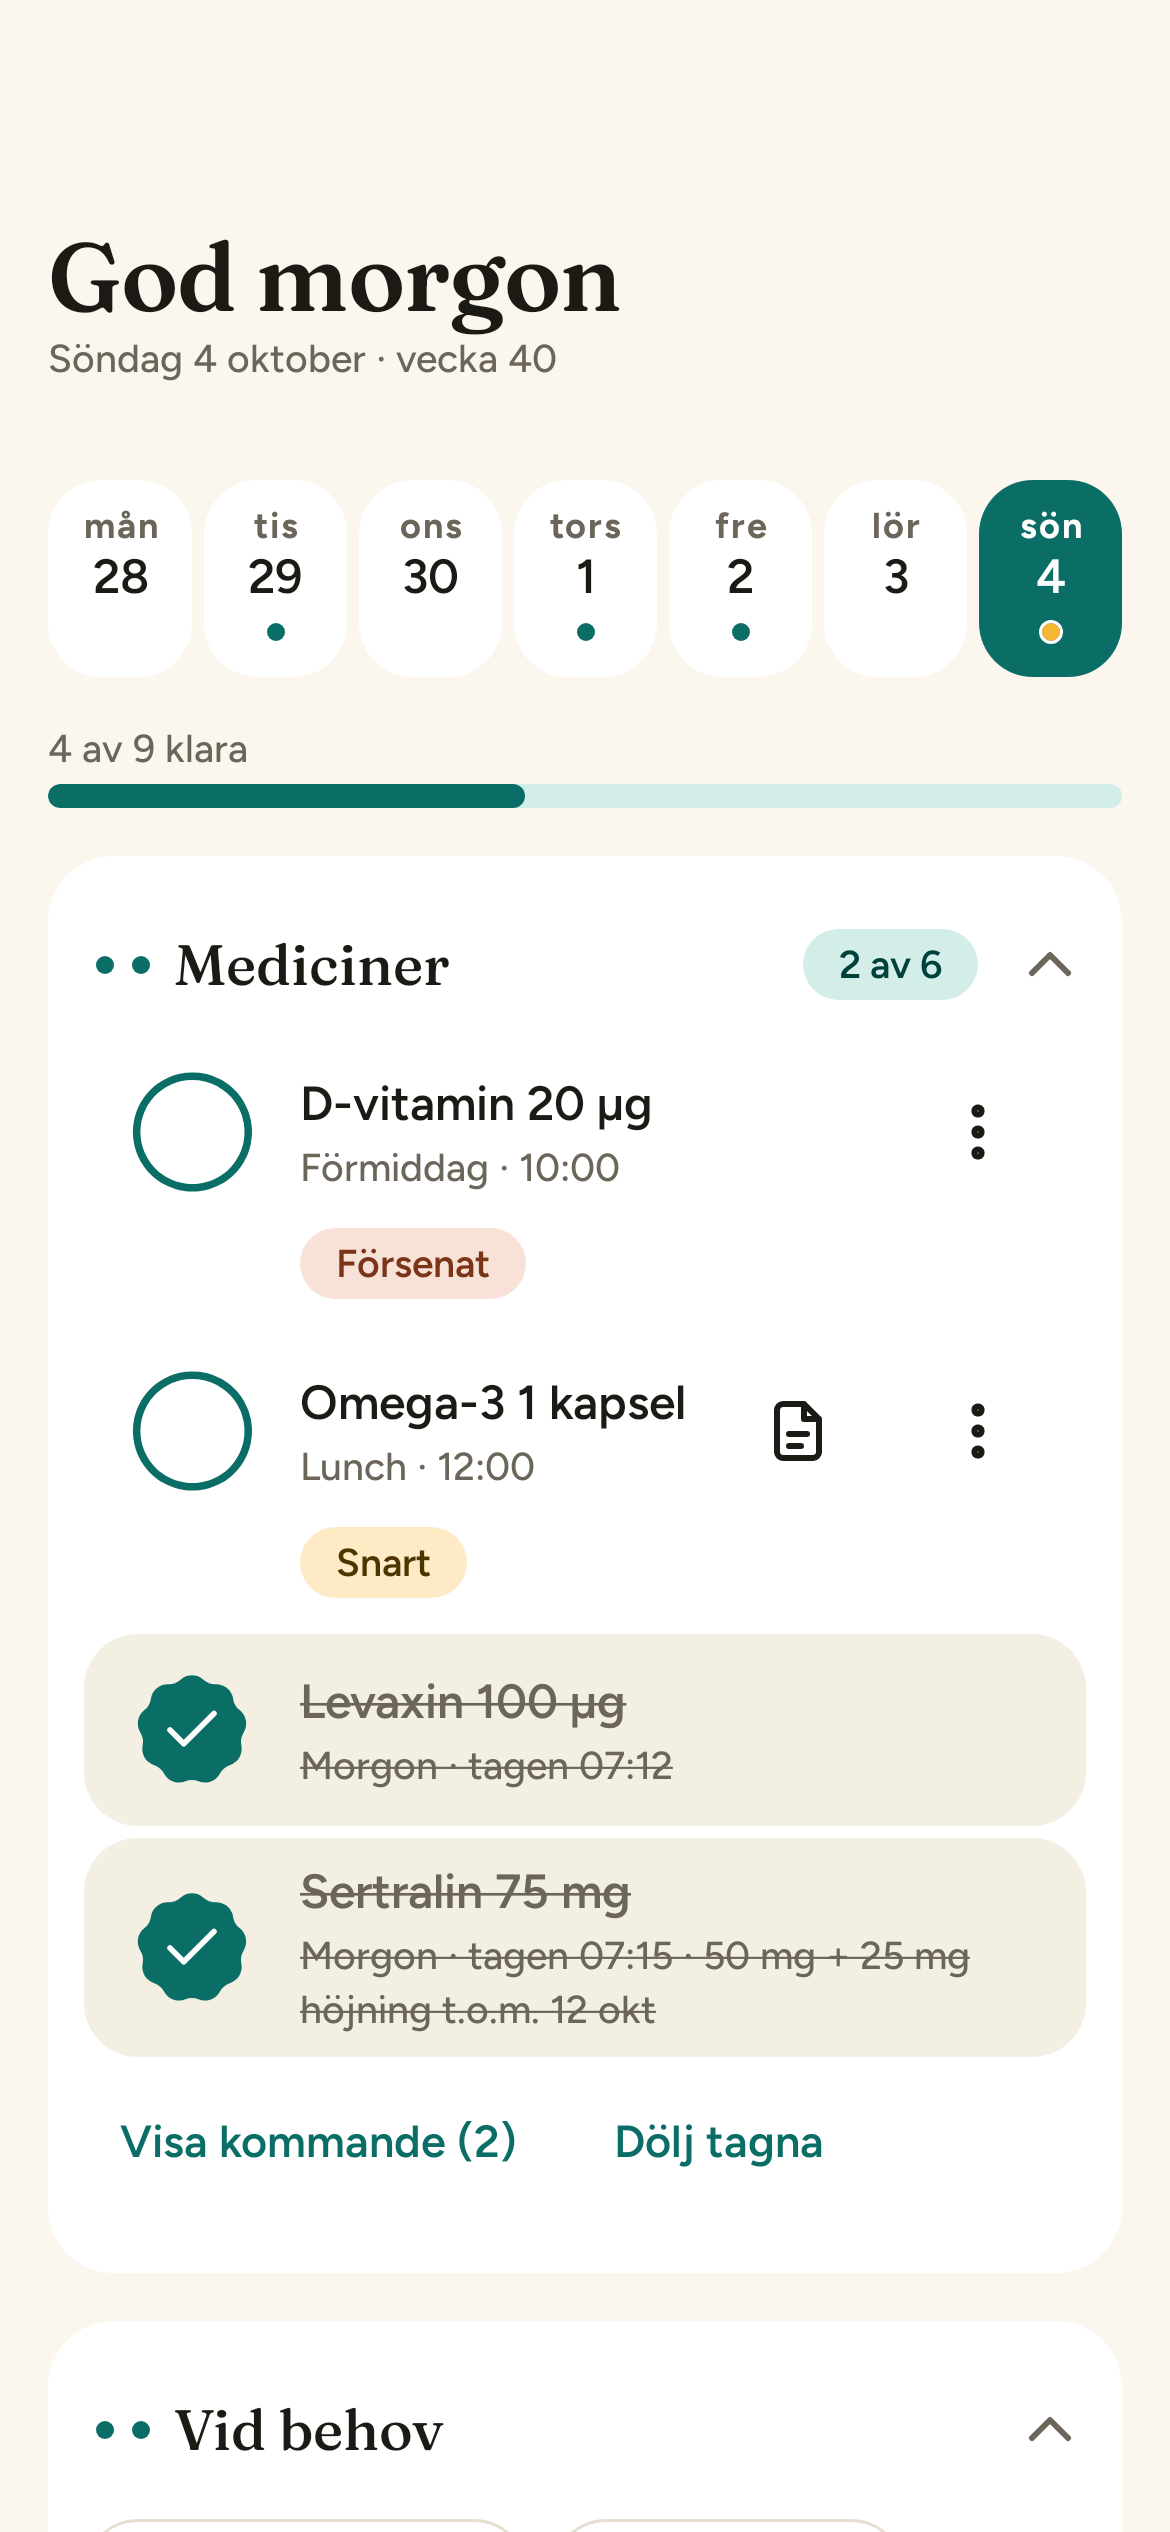 God morgon
Söndag 4 oktober · vecka 40
mån tis ons tors fre lör sön
28 29 30 1 2 3 4
4 av 9 klara
Mediciner 2 av 6
D-vitamin 20 µg
Förmiddag · 10:00
Försenat
Omega-3 1 kapsel
Lunch · 12:00
Snart
Levaxin 100 µg
Morgon · tagen 07:12
Sertralin 75 mg
Morgon · tagen 07:15 · 50 mg + 25 mg
höjning t.o.m. 12 okt
Visa kommande (2) Dölj tagna
Vid behov